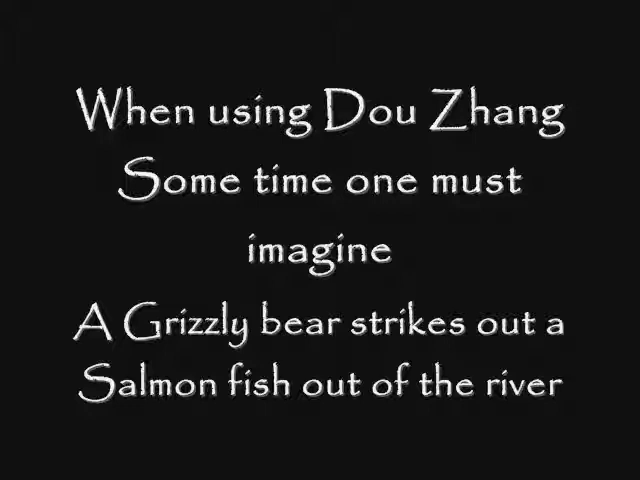 When using Dou Zhang
Some time one must
imagine
A Grizzly bear strikes out a
Salmon fish out of the river